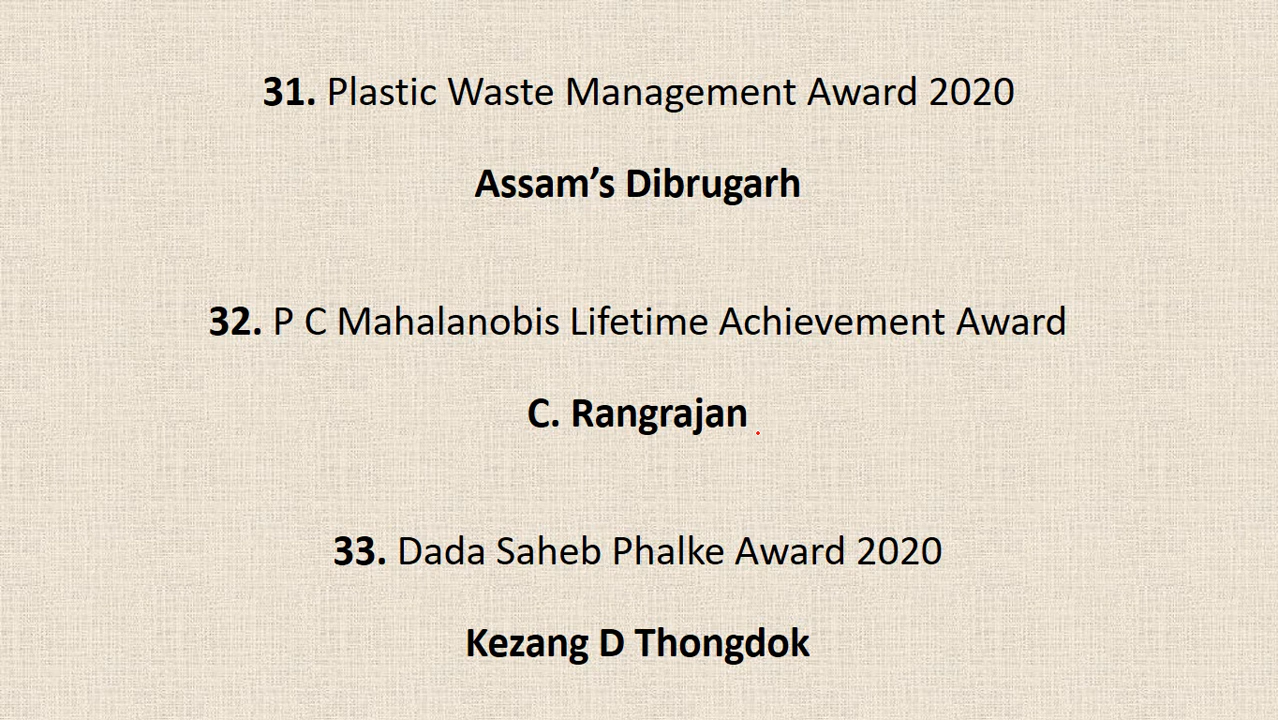 31. Plastic Waste Management Award 2020
Assam’s Dibrugarh
32. P C Mahalanobis Lifetime Achievement Award
C. Rangrajan
33. Dada Saheb Phalke Award 2020
Kezang D Thongdok